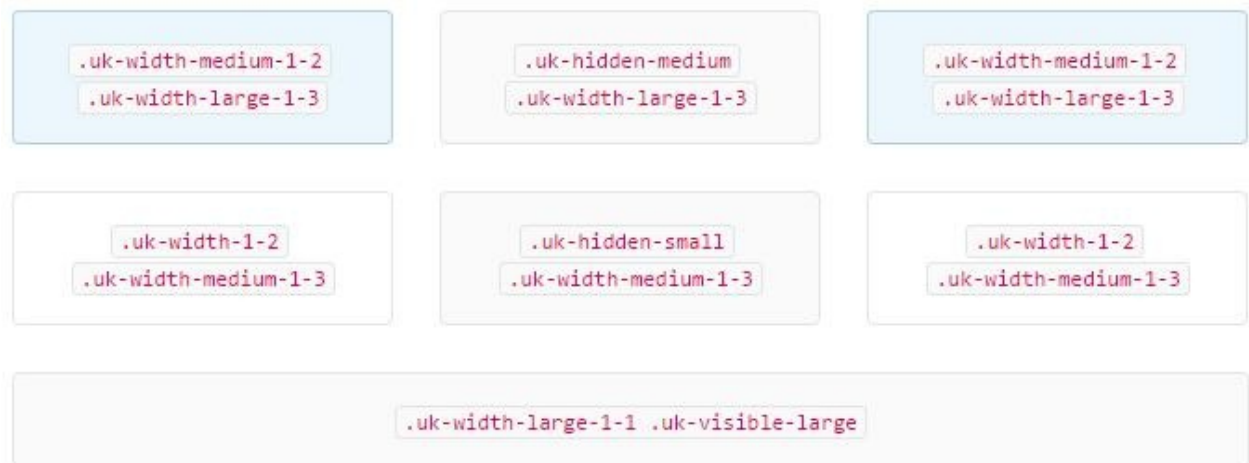 .uk-width-medium-1-2
.uk-width-large-1-3
.uk-hidden-medium
.uk-width-large-1-3
.uk-width-medium-1-2
.uk-width-large-1-3
.uk-width-1-2
.uk-width-medium-1-3
.uk-hidden-small
.uk-width-medium-1-3
.uk-width-1-2
.uk-width-medium-1-3
.uk-width-large-1-1 .uk-visible-large